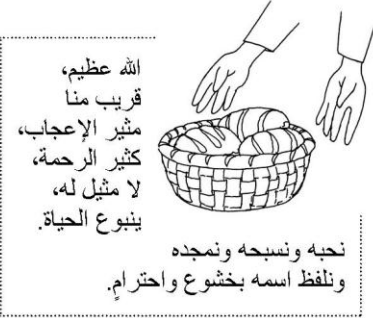 الله عظيم،
قريب منا
مثير الإعجاب،
كثير الرحمة،
لا مثيل له،
ينبوع الحياة.
نحبه ونسبحه ونمجده
ونلفظ اسمه بخشوع واحترامٍ.